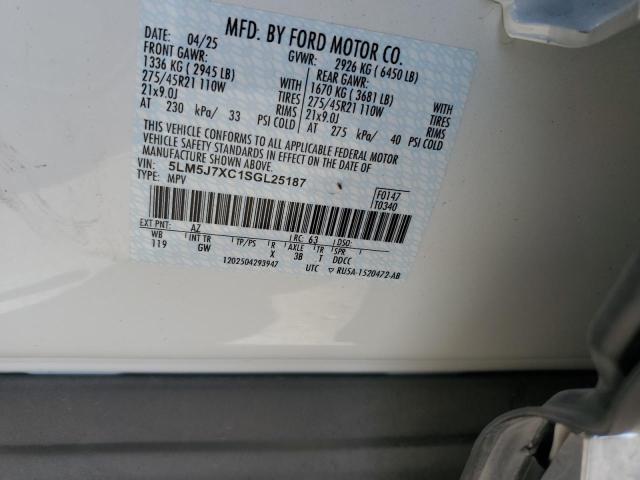 MFD. BY FORD MOTOR CO.
DATE: 04/25 GVWR: 2926 KG ( 6450 LB)
FRONT GAWR: REAR GAWR:
1336 KG ( 2945 LB) 1670 KG ( 3681 LB)
275/45R21 110W WITH TIRES 275/45R21 110W WITH TIRES
21x9.0J RIMS 21x9.0J RIMS
AT 230 kPa/ 33 PSI COLD AT 275 kPa/ 40 PSI COLD
THIS VEHICLE CONFORMS TO ALL APPLICABLE FEDERAL MOTOR
VEHICLE SAFETY STANDARDS IN EFFECT ON THE DATE OF MANUFACTURE
SHOWN ABOVE.
VIN: 5LM5J7XC1SGL25187
TYPE: MPV
F0147
T0340
EXT PNT: AZ RC: 63 DSO:
WB INT TR TP/PS R AXLE TR SPR
119 GW X 3B T DDCC
1202504293947 UTC ▽ RU5A-1520472-AB